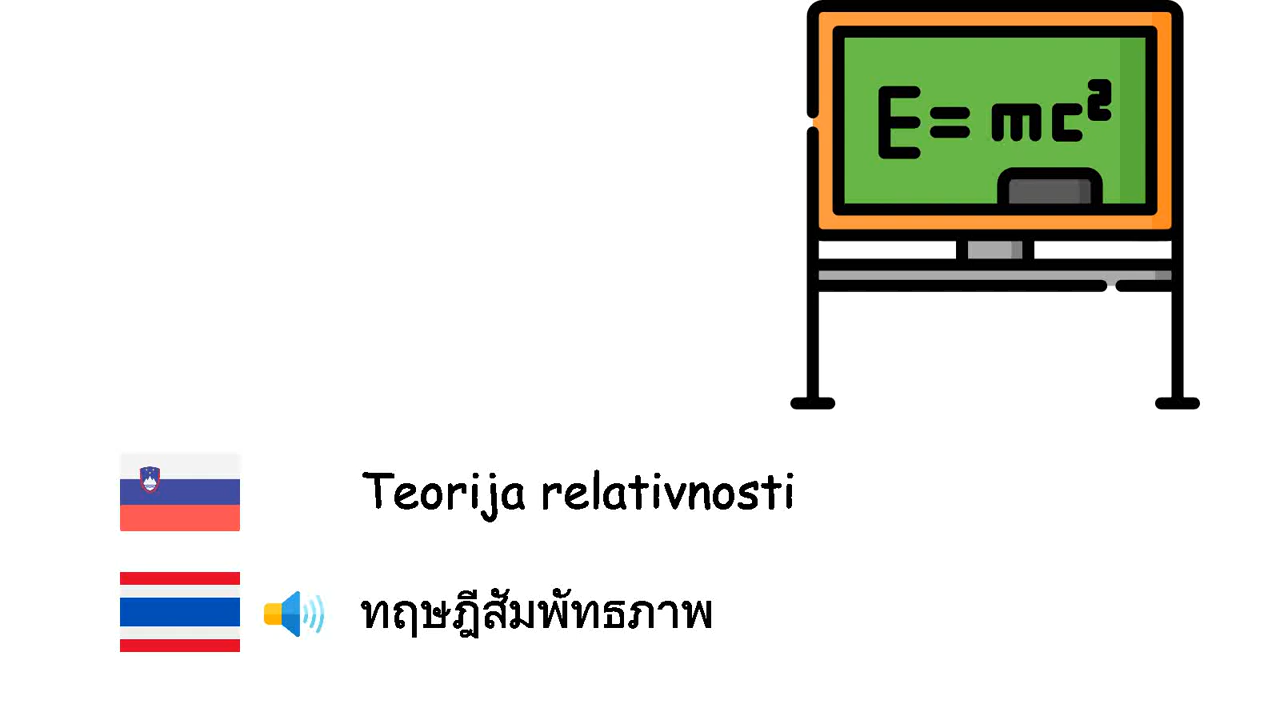 E = mc²
Teorija relativnosti
ทฤษฎีสัมพัทธภาพ